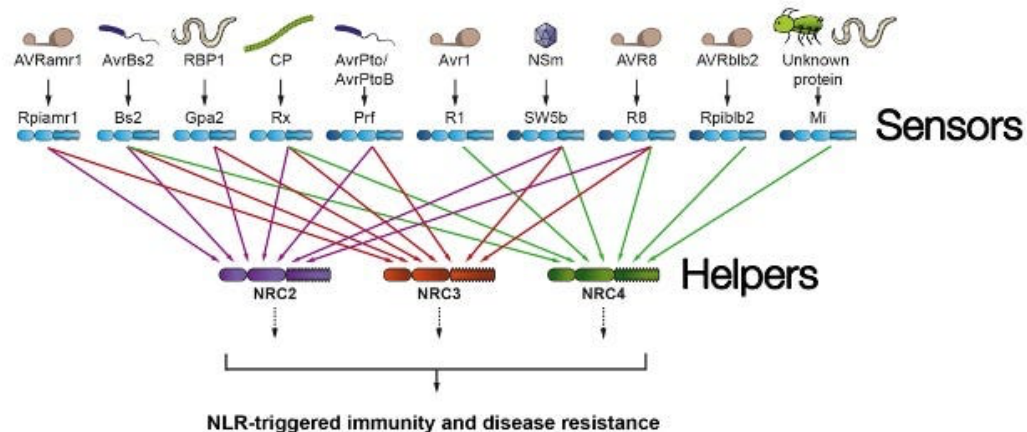 AVRamr1 AvrBs2 RBP1 CP AvrPto/ Avr1 NSm AVR8 AVRblb2 Unknown
AvrPtoB protein
Rpiamr1 Bs2 Gpa2 Rx Prf R1 SW5b R8 Rpiblb2 Mi
Sensors
Helpers
NRC2 NRC3 NRC4
NLR-triggered immunity and disease resistance